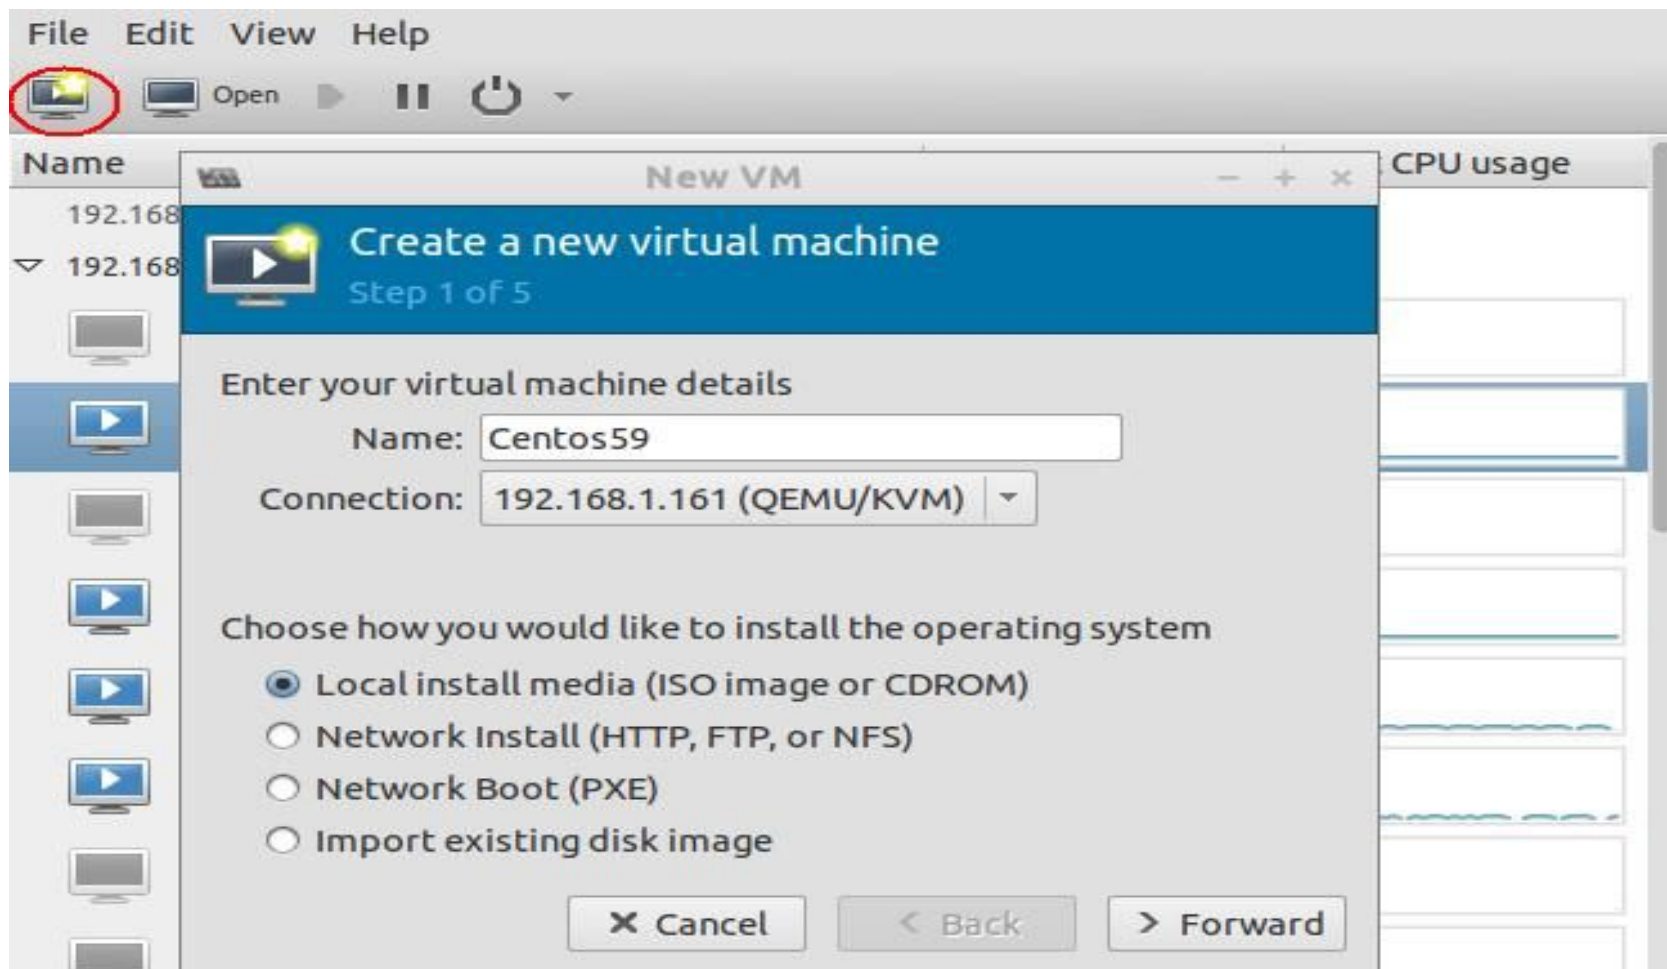 File Edit View Help
Open
Name
CPU usage
New VM
192.168
Create a new virtual machine
192.168
Step 1 of 5
Enter your virtual machine details
Name: Centos59
Connection: 192.168.1.161 (QEMU/KVM)
Choose how you would like to install the operating system
Local install media (ISO image or CDROM)
Network Install (HTTP, FTP, or NFS)
Network Boot (PXE)
Import existing disk image
Cancel < Back > Forward